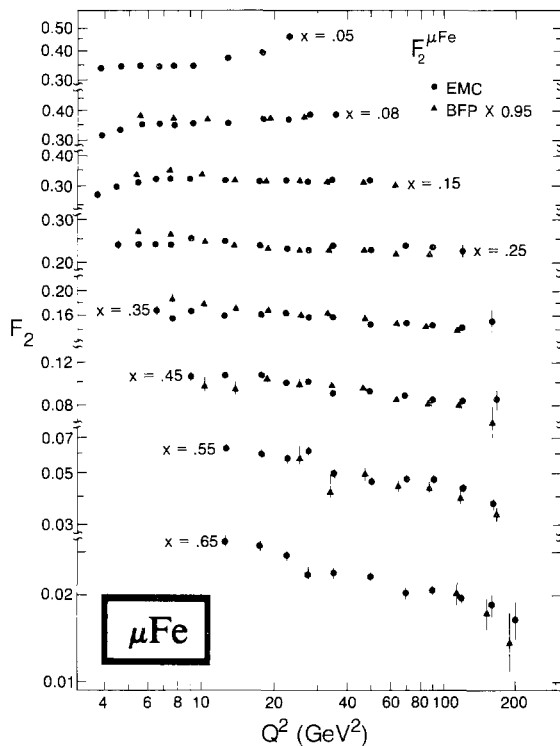 0.50
0.40
0.30
x = .05
F₂^μFe
● EMC
▲ BFP X 0.95
0.40
0.30
x = .08
0.40
0.30
x = .15
0.30
0.20
x = .25
0.20
0.16
x = .35
F₂
0.12
0.08
x = .45
0.07
0.05
0.03
x = .55
x = .65
0.02
0.01
μFe
4 6 8 10 20 40 60 80 100 200
Q² (GeV²)